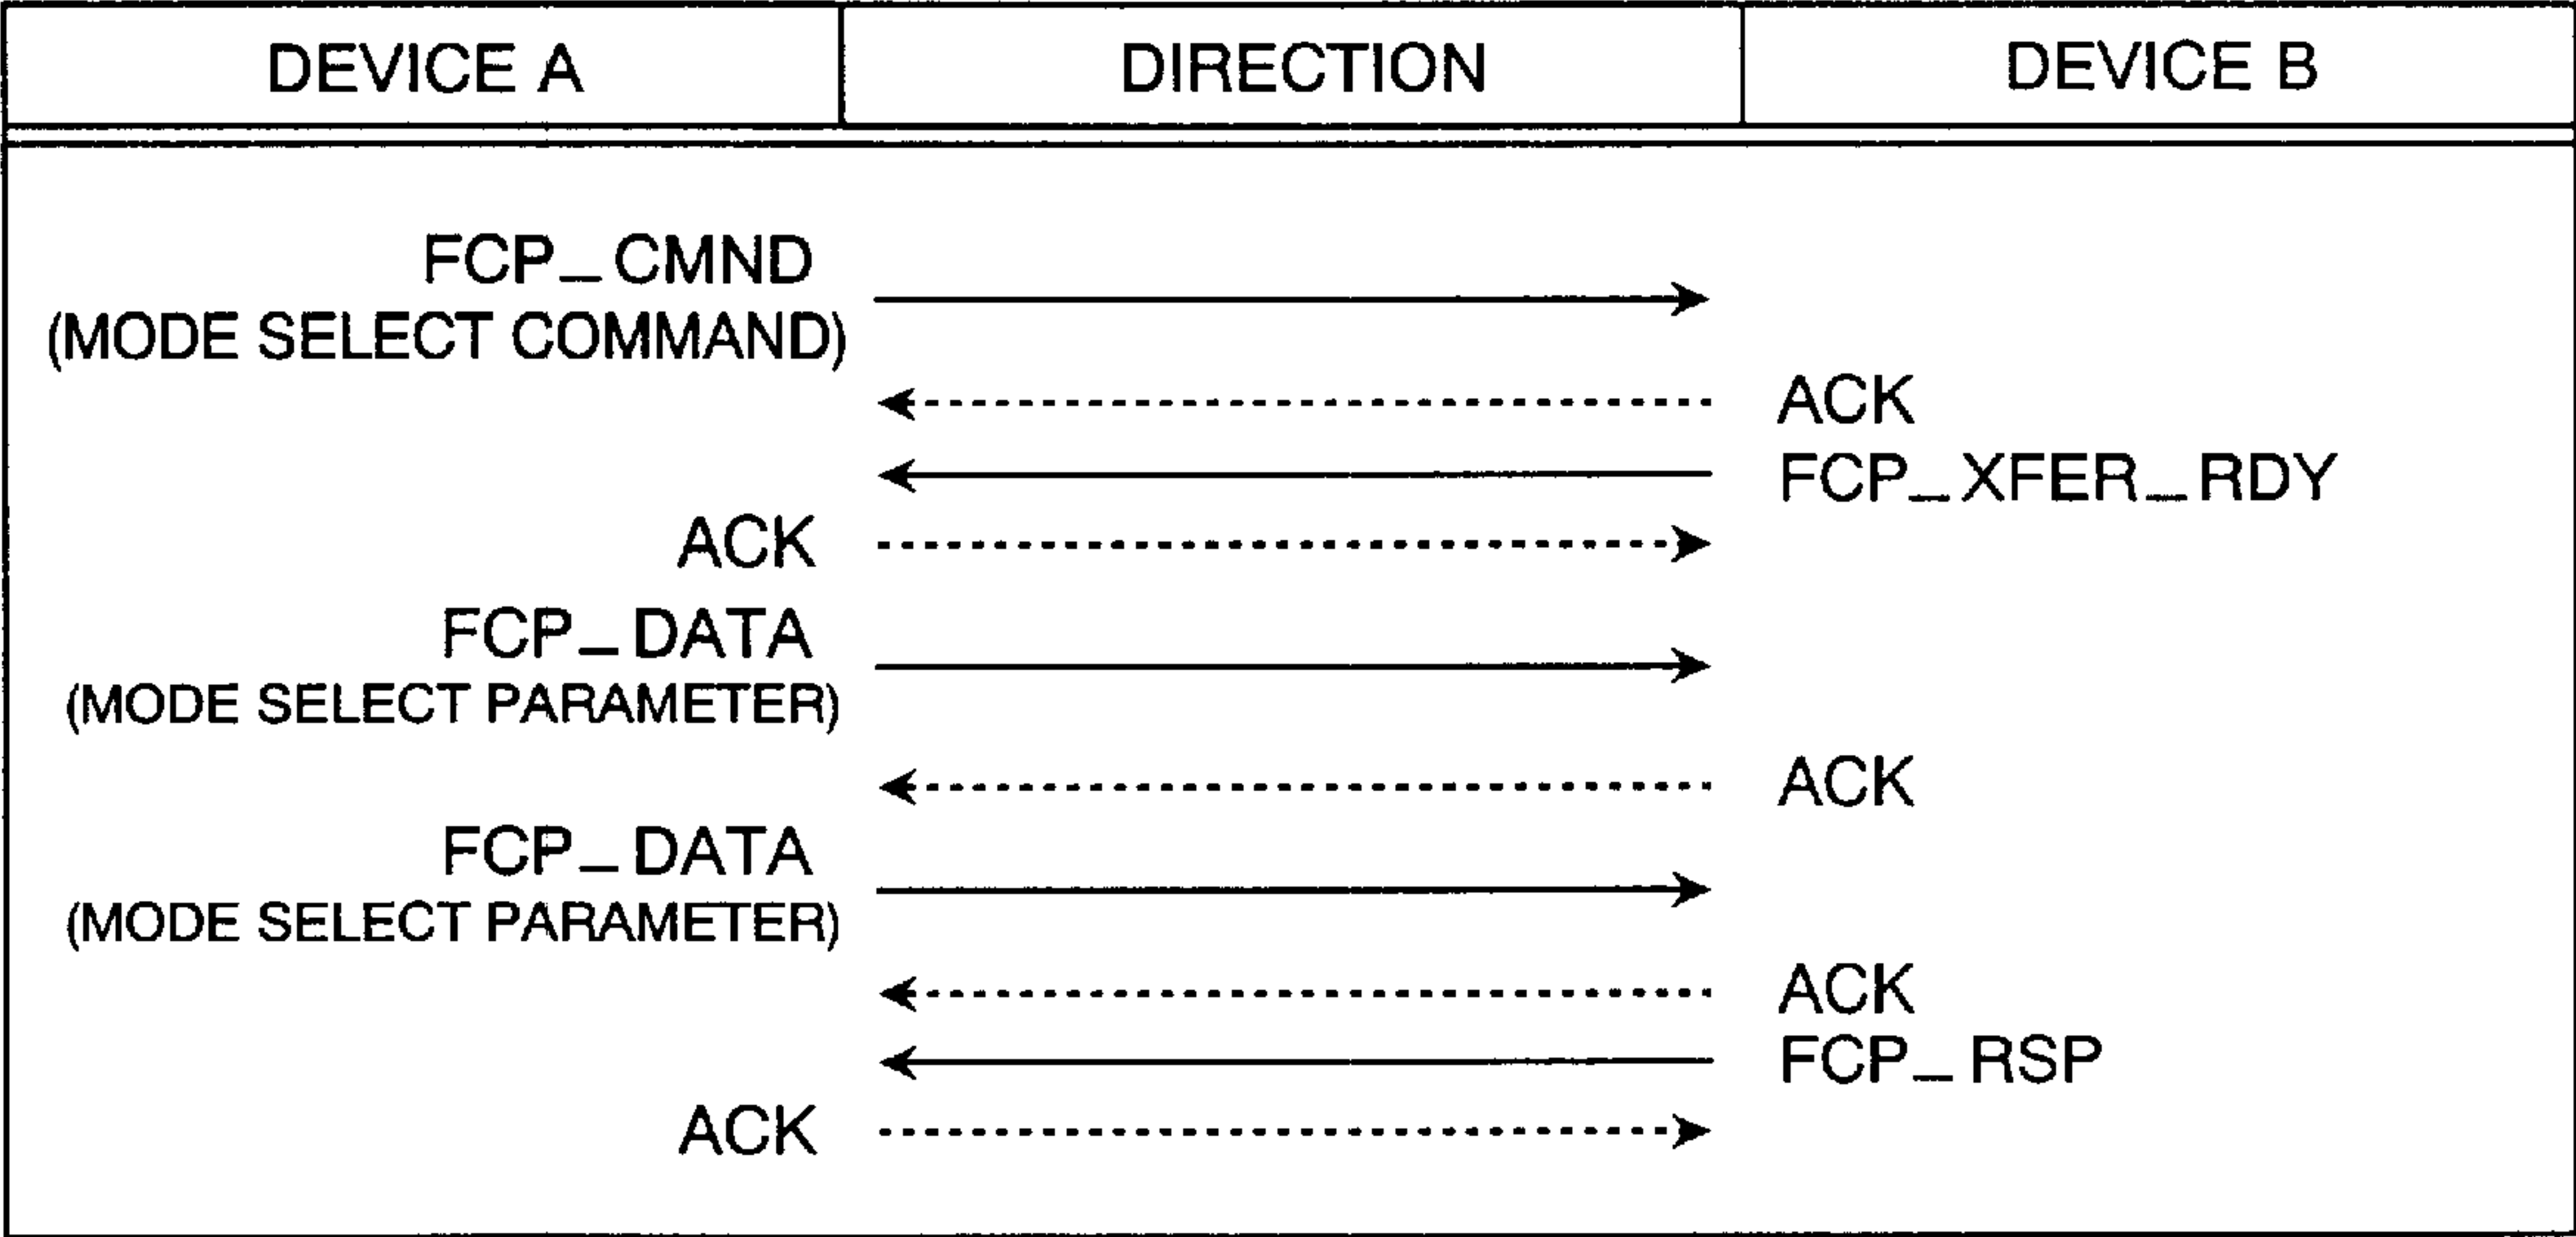 DEVICE A DIRECTION DEVICE B
FCP_CMND
(MODE SELECT COMMAND)
ACK
FCP_XFER_RDY
ACK
FCP_DATA
(MODE SELECT PARAMETER)
ACK
FCP_DATA
(MODE SELECT PARAMETER)
ACK
FCP_RSP
ACK